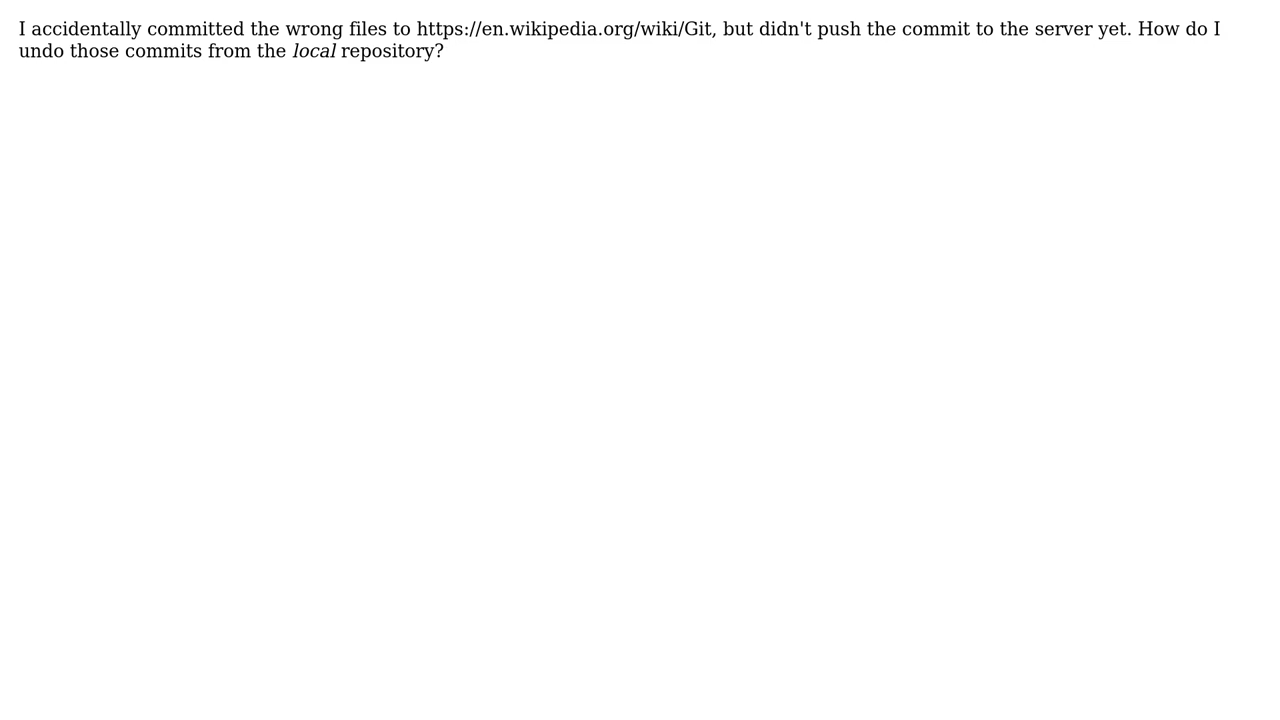 I accidentally committed the wrong files to https://en.wikipedia.org/wiki/Git, but didn't push the commit to the server yet. How do I
undo those commits from the local repository?